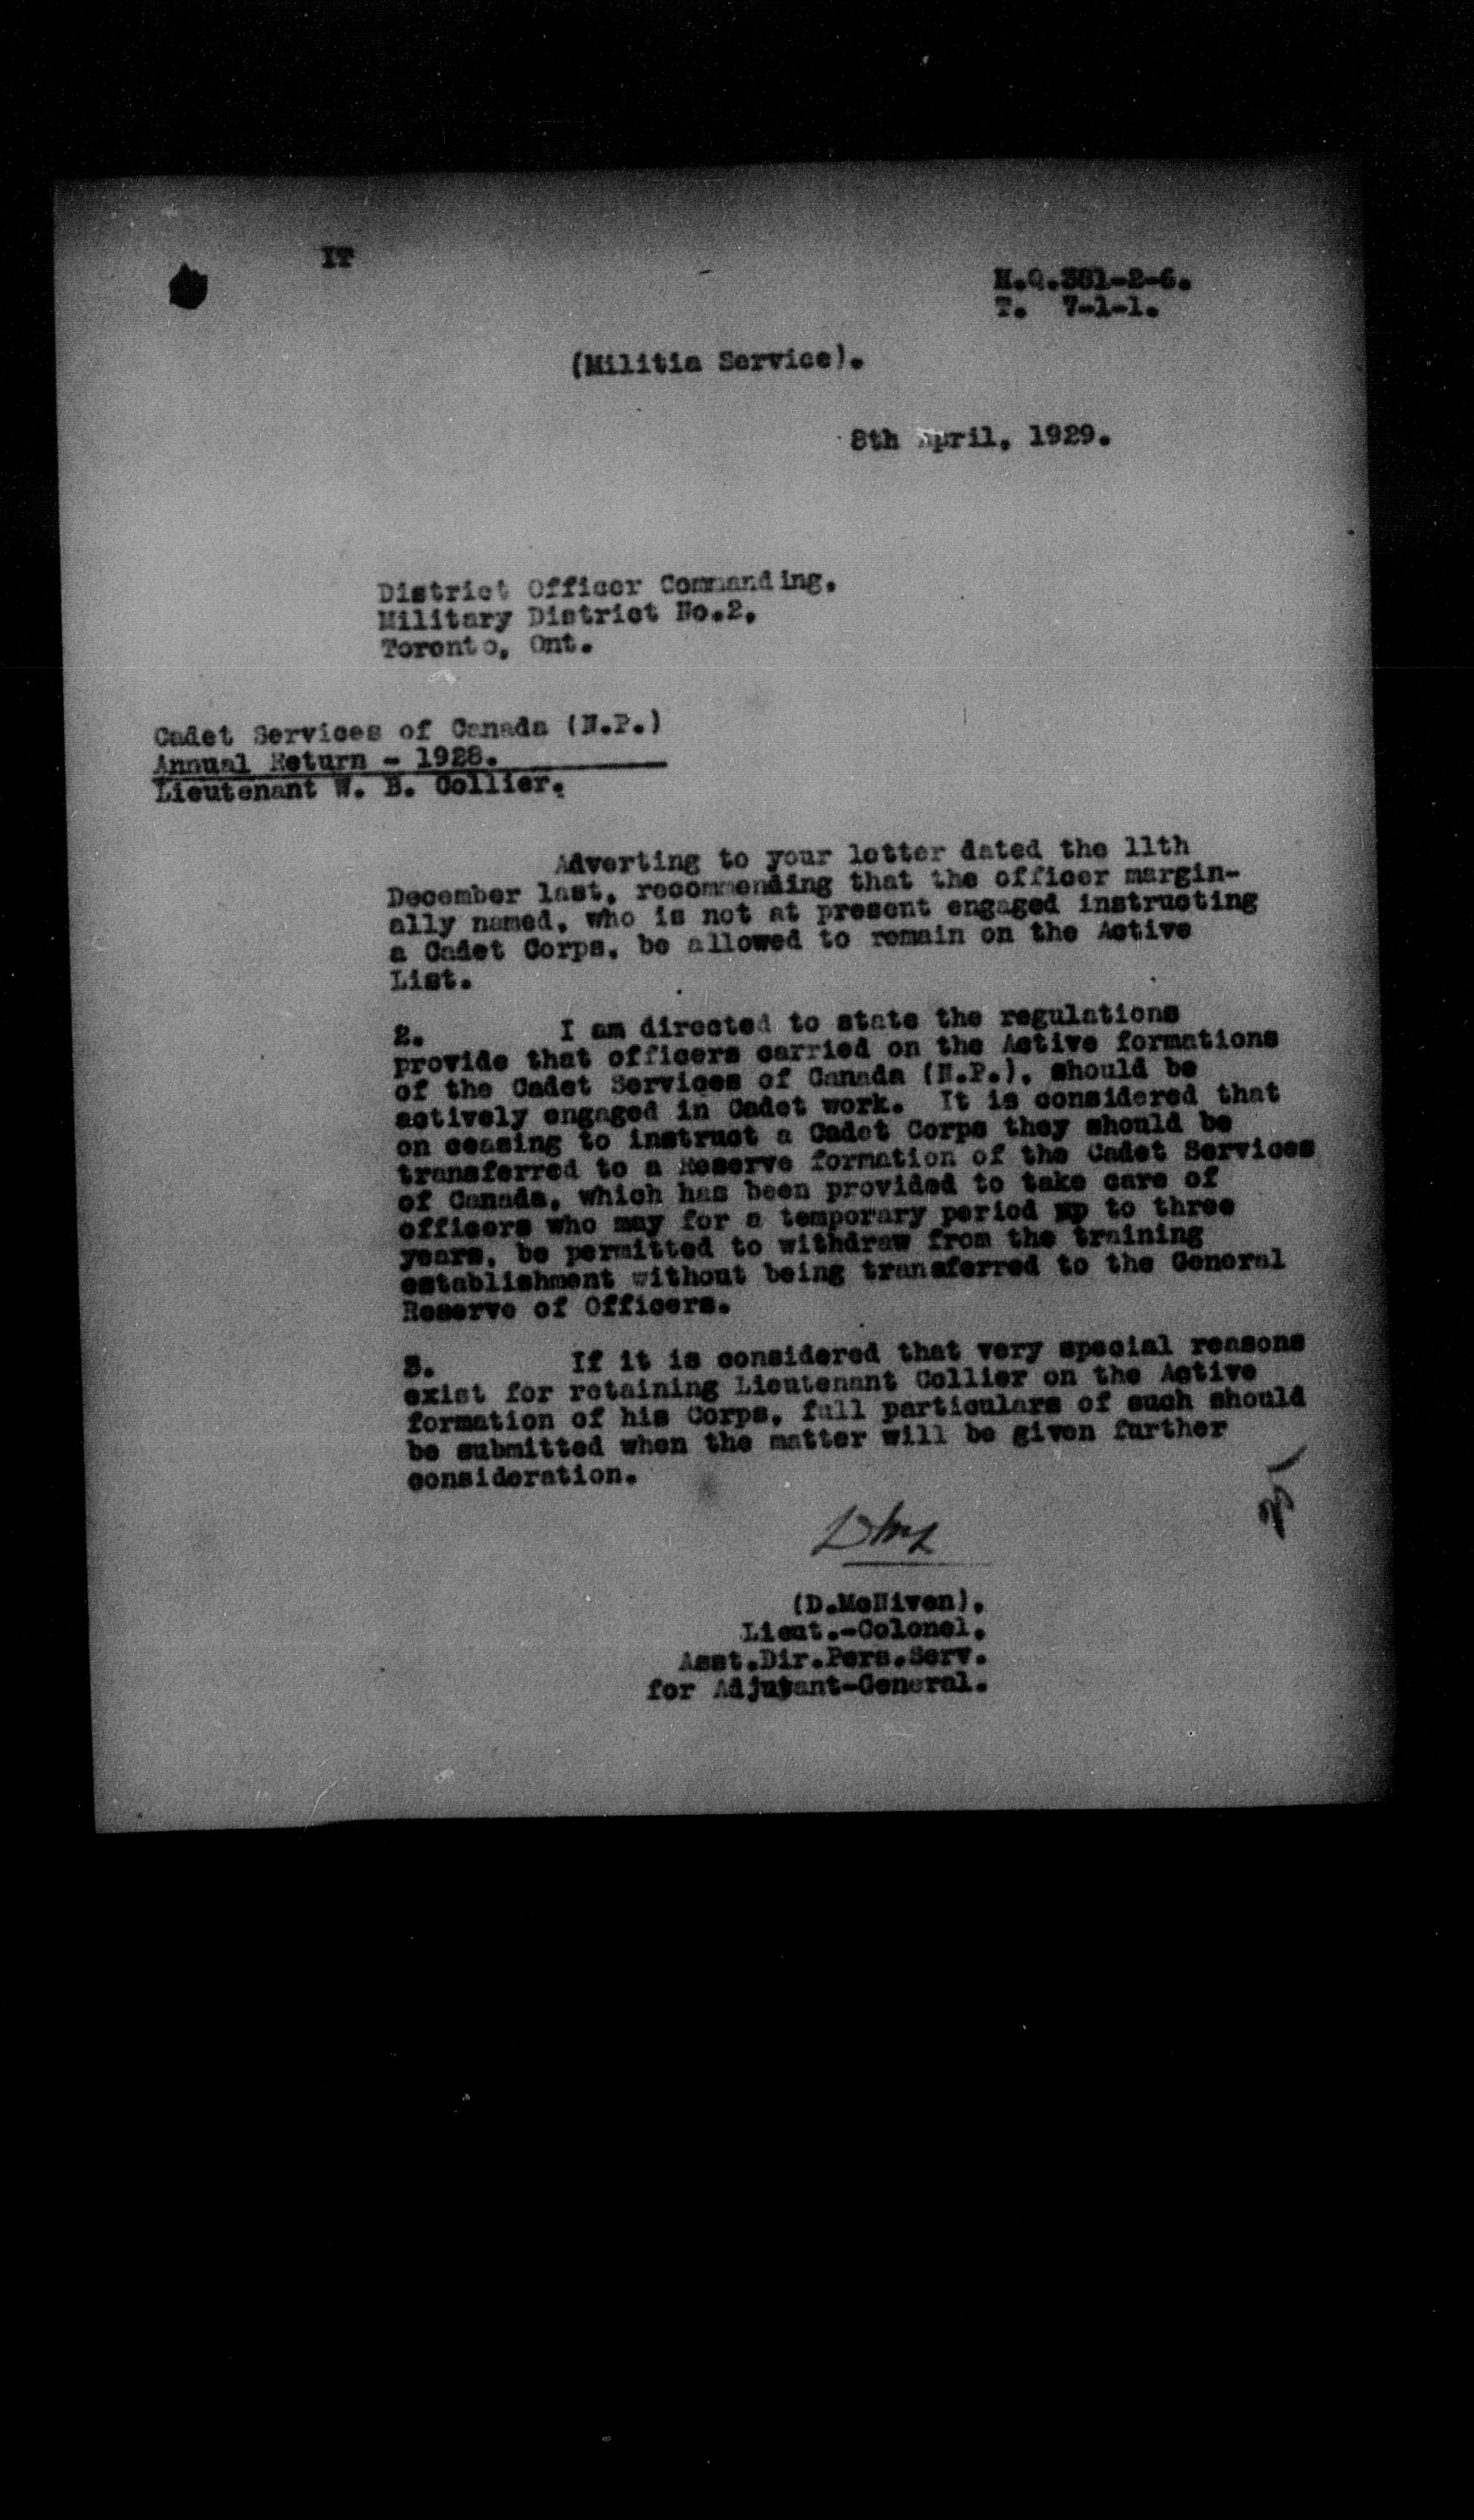 IT
H.Q.361-2-6.
T. 7-1-1.
(Militia Service).
8th April, 1929.
District Officer Commanding,
Military District No.2,
Toronto, Ont.
Cadet Services of Canada (N.P.)
Annual Return - 1928.
Lieutenant W. B. Collier.
Adverting to your letter dated the 11th
December last, recommending that the officer margin-
ally named, who is not at present engaged instructing
a Cadet Corps, be allowed to remain on the Active
List.
2. I am directed to state the regulations
provide that officers carried on the Active formations
of the Cadet Services of Canada (N.P.), should be
actively engaged in Cadet work. It is considered that
on ceasing to instruct a Cadet Corps they should be
transferred to a Reserve formation of the Cadet Services
of Canada, which has been provided to take care of
officers who may for a temporary period up to three
years, be permitted to withdraw from the training
establishment without being transferred to the General
Reserve of Officers.
3. If it is considered that very special reasons
exist for retaining Lieutenant Collier on the Active
formation of his Corps, full particulars of such should
be submitted when the matter will be given further
consideration.
(D.McNiven),
Lieut.-Colonel,
Asst.Dir.Pers.Serv.
for Adjutant-General.